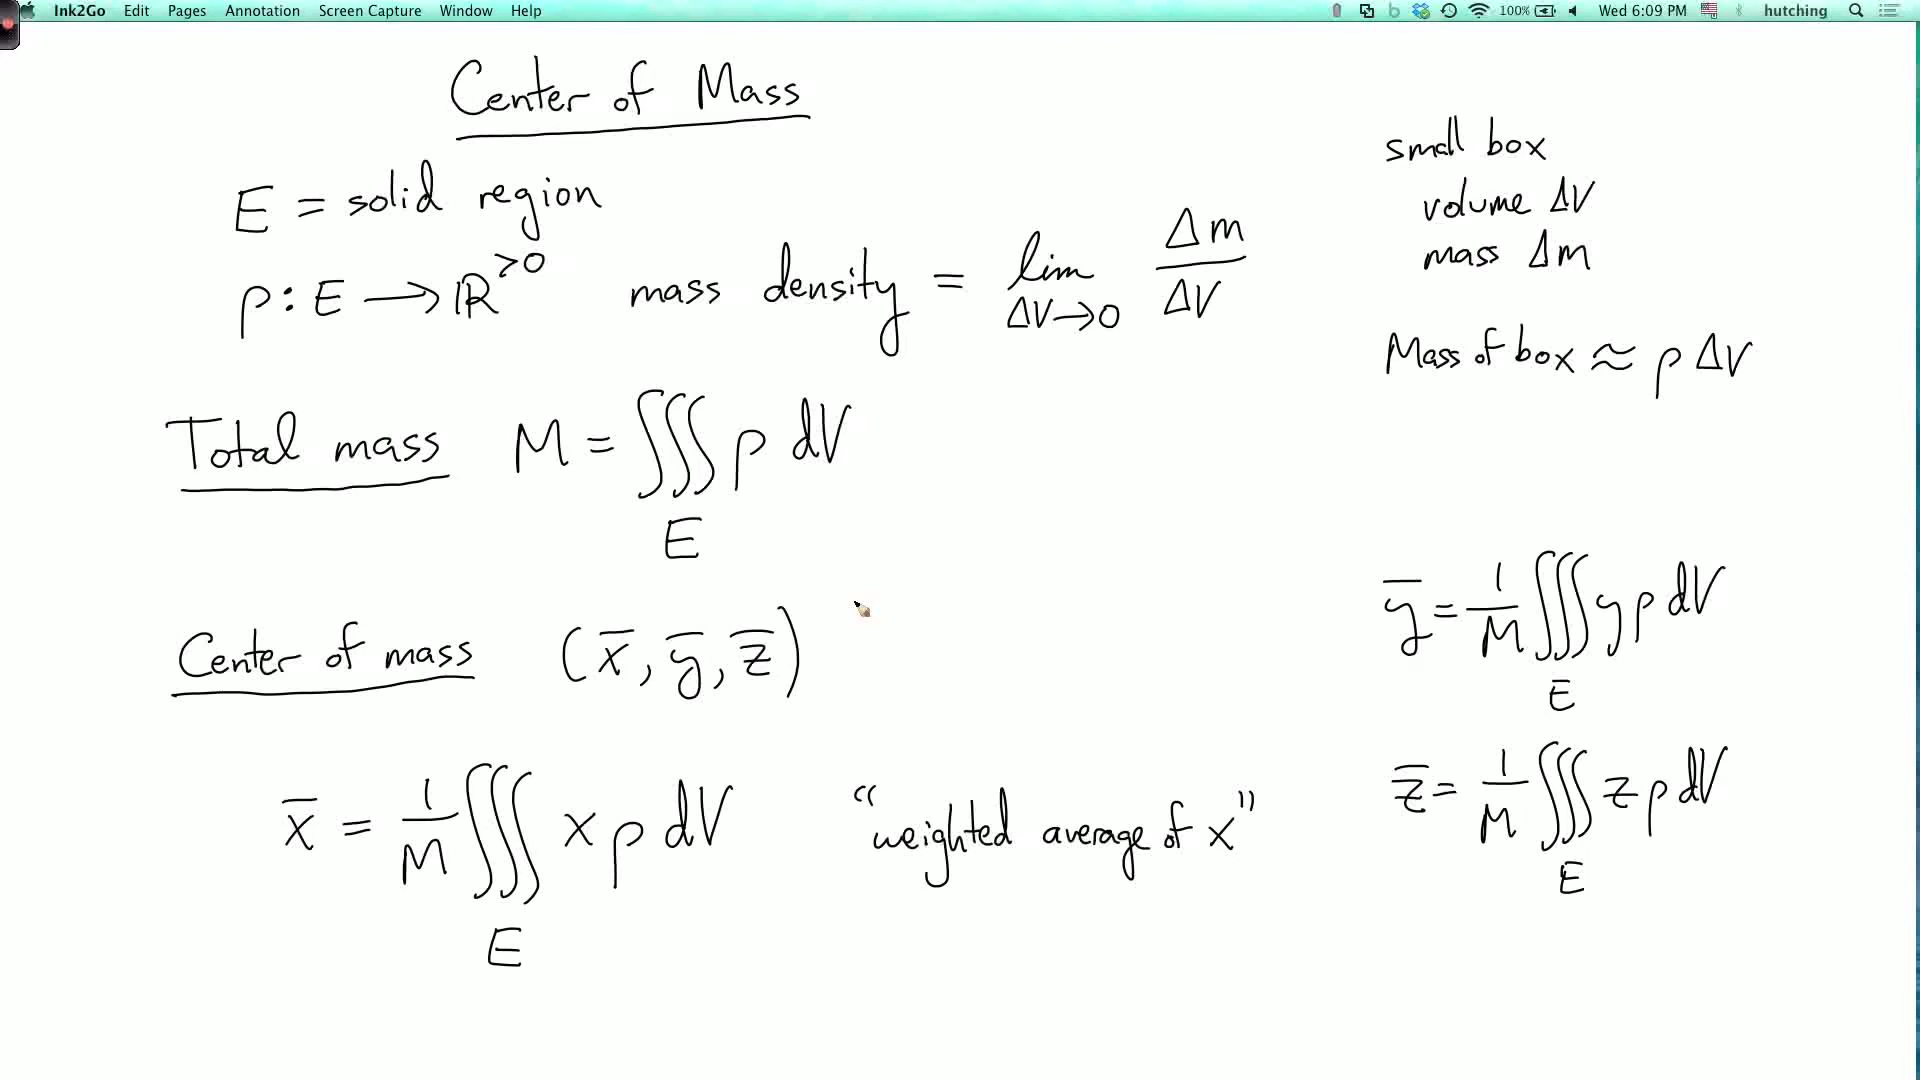 Ink2Go Edit Pages Annotation Screen Capture Window Help 100% Wed 6:09 PM hutching
Center of Mass
E = solid region
ρ : E ⟶ ℝ^{>0} mass density = lim_{ΔV→0} Δm/ΔV
small box
volume ΔV
mass Δm
Mass of box ≈ ρ ΔV
Total mass M = ∭_E ρ dV
Center of mass (x̄, ȳ, z̄)
x̄ = 1/M ∭_E x ρ dV "weighted average of x"
ȳ = 1/M ∭_E y ρ dV
z̄ = 1/M ∭_E z ρ dV